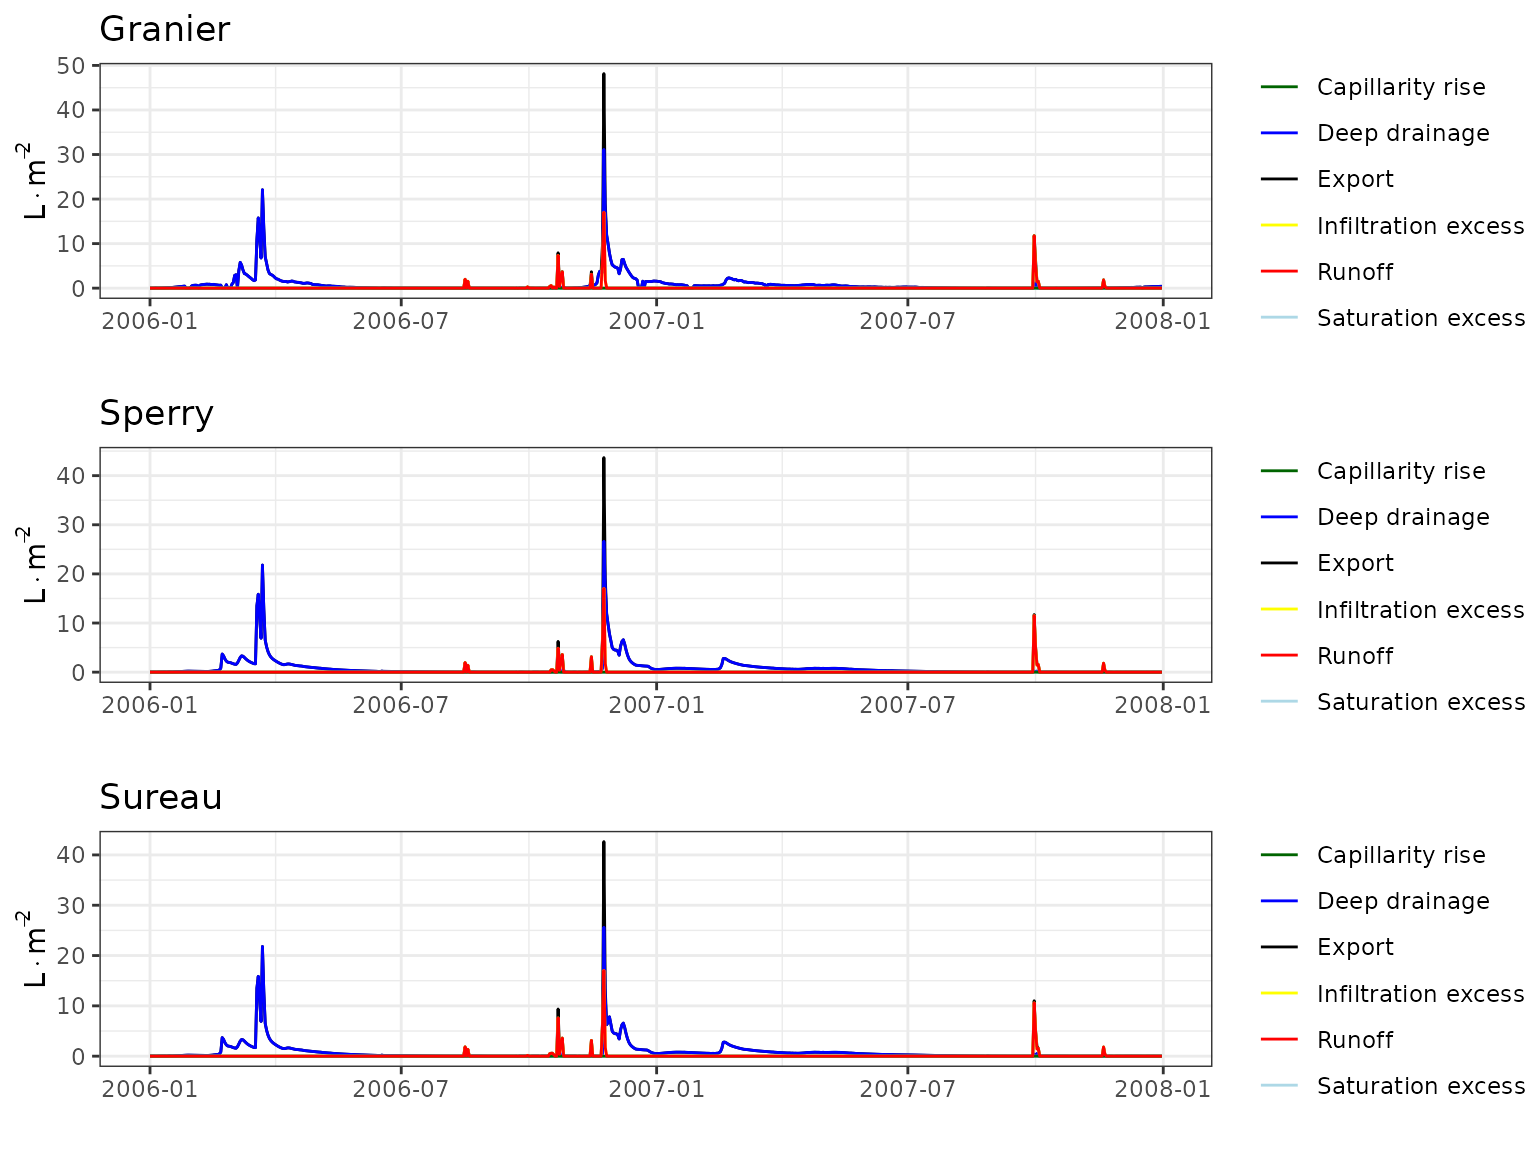 Granier
L · m⁻²
50
40
30
20
10
0
2006-01 2006-07 2007-01 2007-07 2008-01
Capillarity rise
Deep drainage
Export
Infiltration excess
Runoff
Saturation excess
Sperry
L · m⁻²
40
30
20
10
0
2006-01 2006-07 2007-01 2007-07 2008-01
Capillarity rise
Deep drainage
Export
Infiltration excess
Runoff
Saturation excess
Sureau
L · m⁻²
40
30
20
10
0
2006-01 2006-07 2007-01 2007-07 2008-01
Capillarity rise
Deep drainage
Export
Infiltration excess
Runoff
Saturation excess